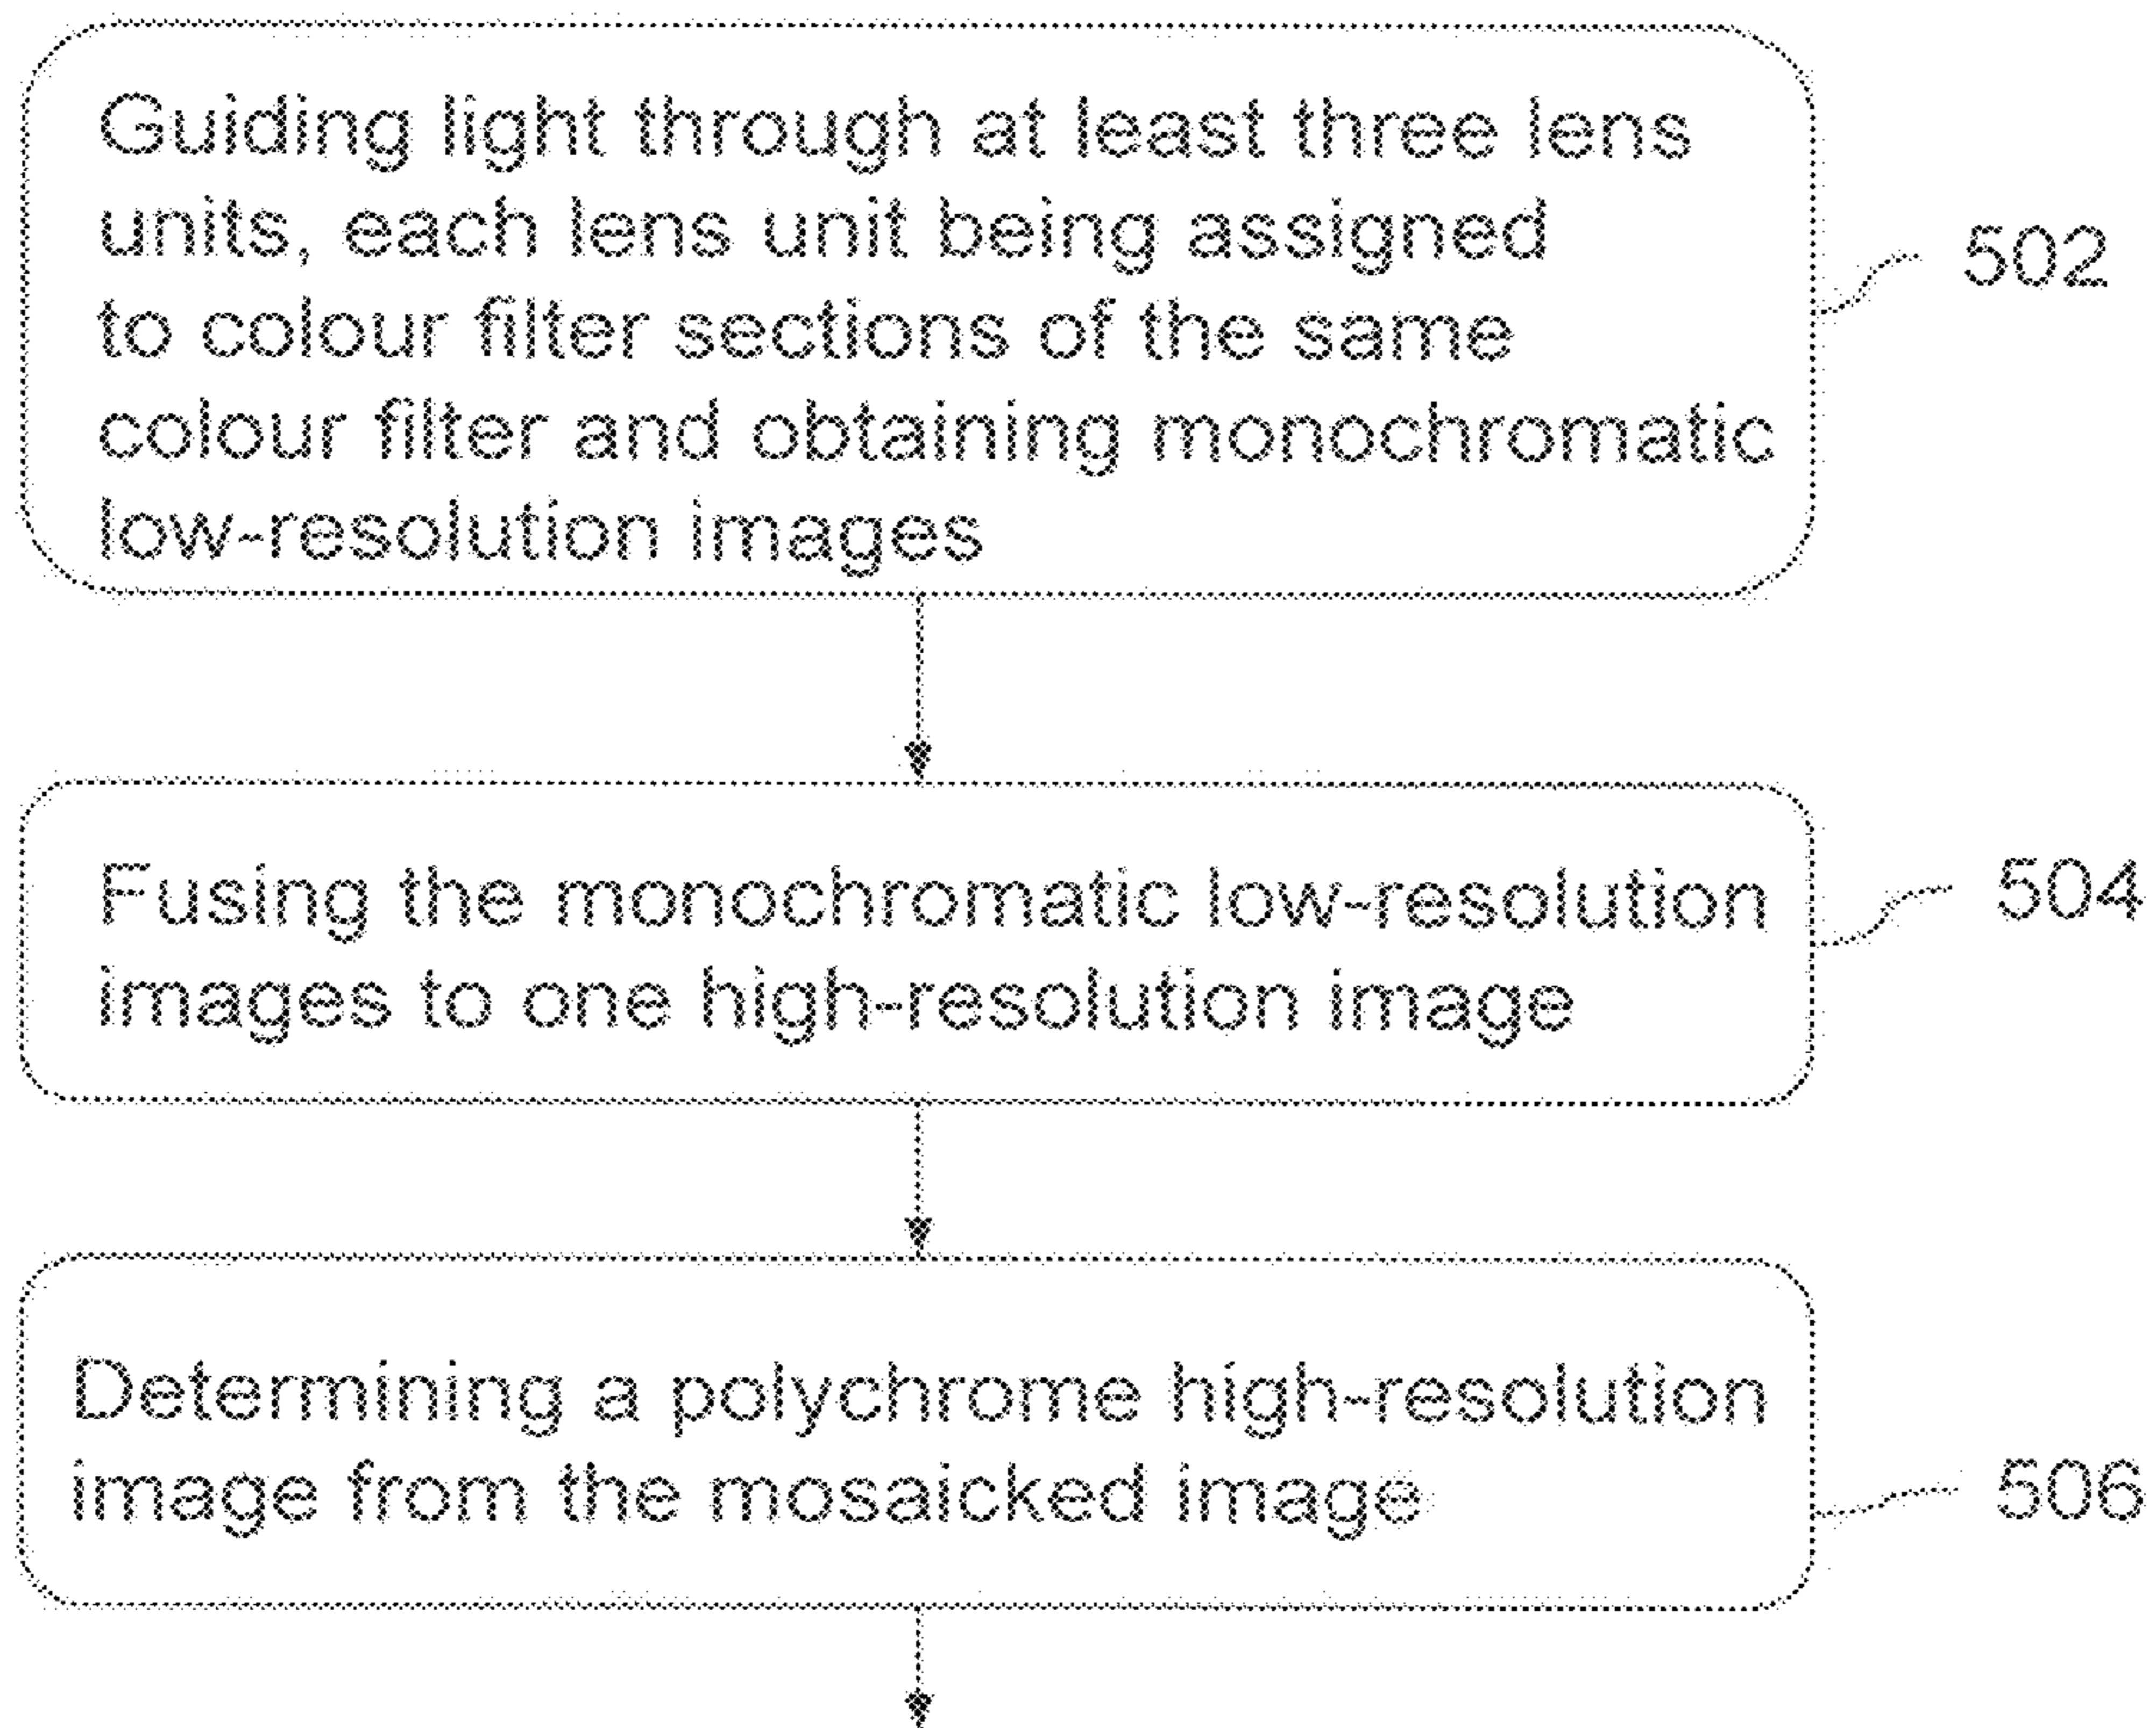 Guiding light through at least three lens
units, each lens unit being assigned
to colour filter sections of the same
colour filter and obtaining monochromatic
low-resolution images
502
Fusing the monochromatic low-resolution
images to one high-resolution image
504
Determining a polychrome high-resolution
image from the mosaicked image
506